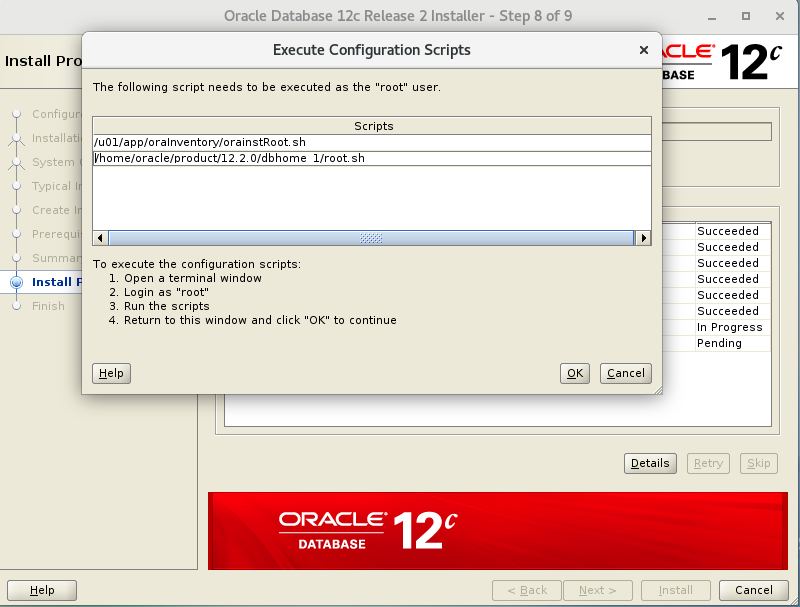 Oracle Database 12c Release 2 Installer - Step 8 of 9
Execute Configuration Scripts
Install Pro
The following script needs to be executed as the "root" user.
Scripts
/u01/app/oraInventory/orainstRoot.sh
/home/oracle/product/12.2.0/dbhome_1/root.sh
To execute the configuration scripts:
1. Open a terminal window
2. Login as "root"
3. Run the scripts
4. Return to this window and click "OK" to continue
Help
OK
Cancel
CLE
BASE
12c
Configur
Installatio
System
Typical In
Create In
Prerequis
Summar
Install P
Finish
Succeeded
Succeeded
Succeeded
Succeeded
Succeeded
Succeeded
In Progress
Pending
Details
Retry
Skip
ORACLE
DATABASE
12c
Help
< Back
Next >
Install
Cancel